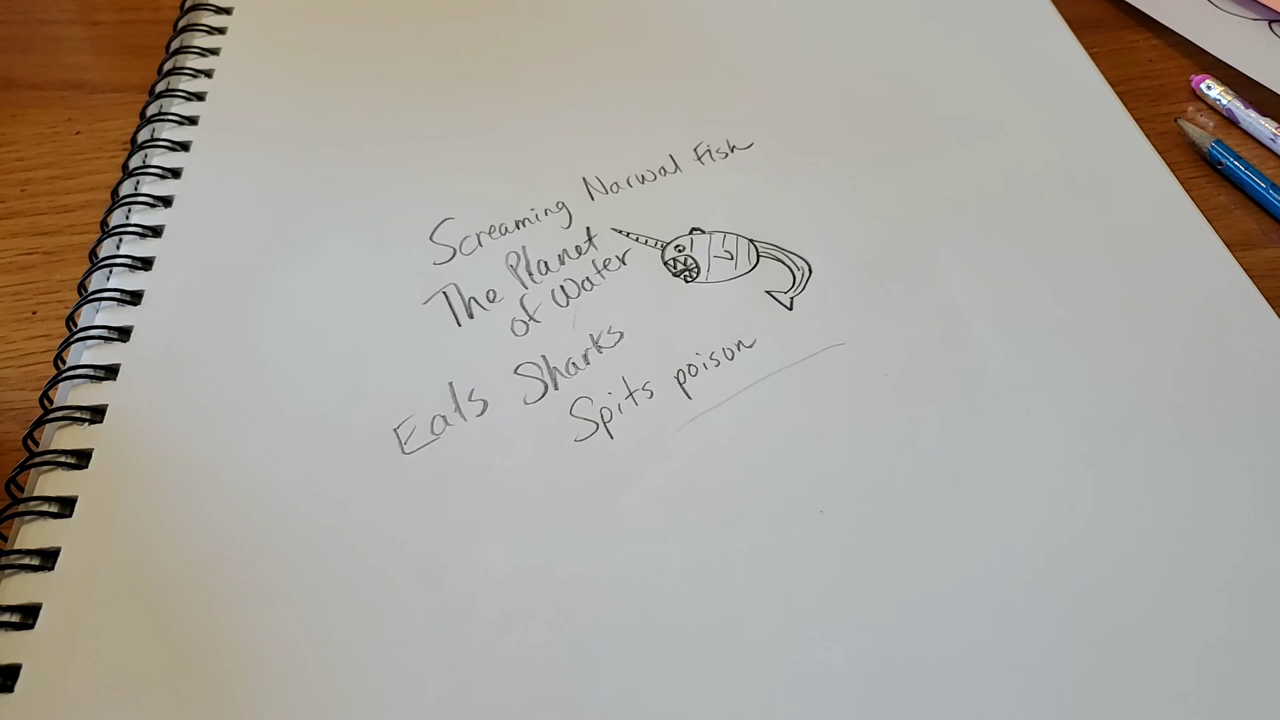 Screaming Narwal Fish
The Planet
of Water
Eats Sharks
Spits poison